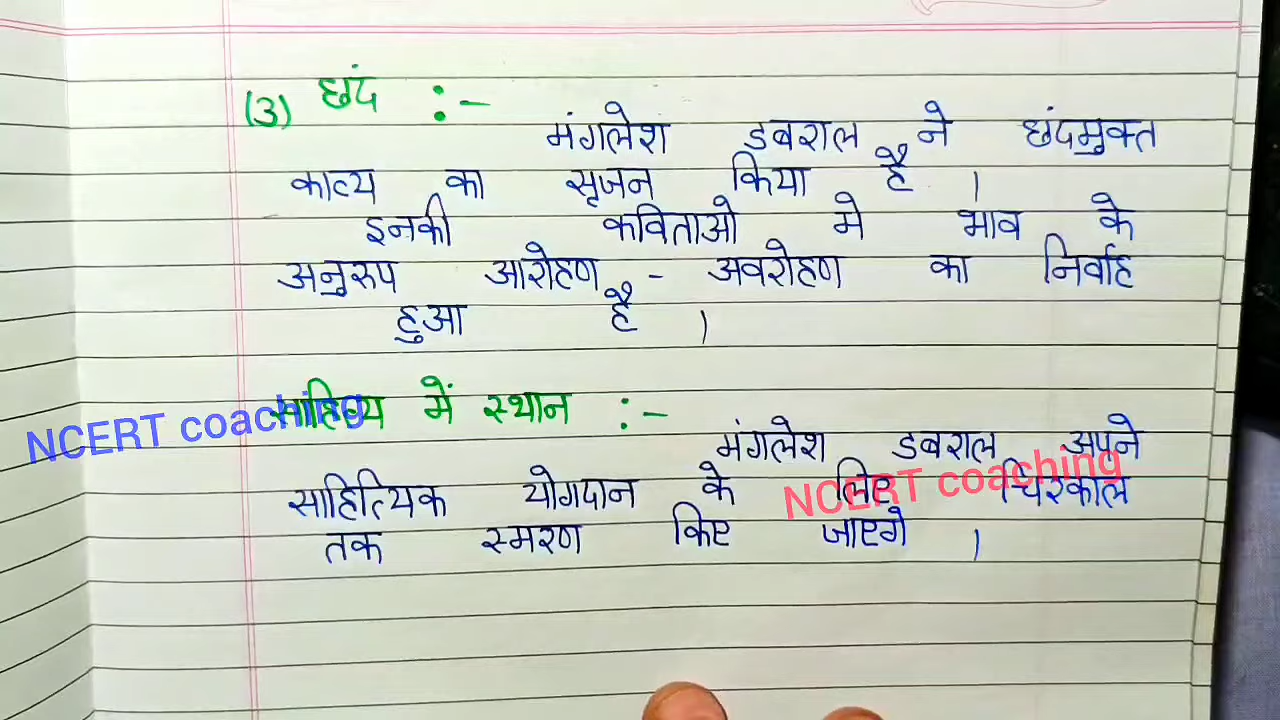 (3) छंद :-
मंगलेश डबराल ने छंदमुक्त
काव्य का सृजन किया है ।
इनकी कविताओ मे भाव के
अनुरूप आरोहण - अवरोहण का निर्वाह
हुआ है ।
साहित्य में स्थान :-
NCERT coaching
मंगलेश डबराल अपने
NCERT coaching
साहित्यिक योगदान के लिए चिरकाल
तक स्मरण किए जाएगे ।